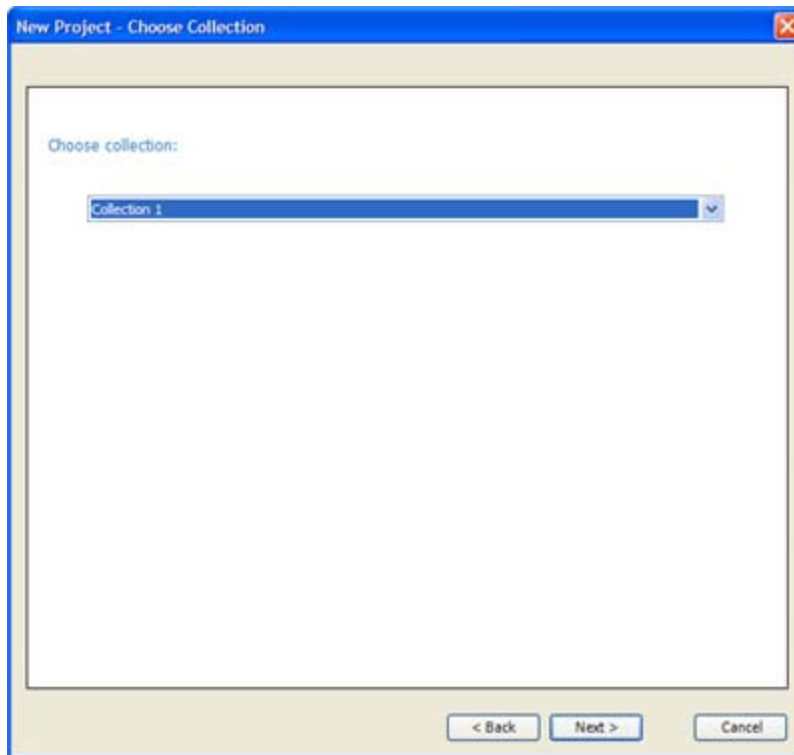 New Project - Choose Collection
Choose collection:
Collection 1
< Back
Next >
Cancel